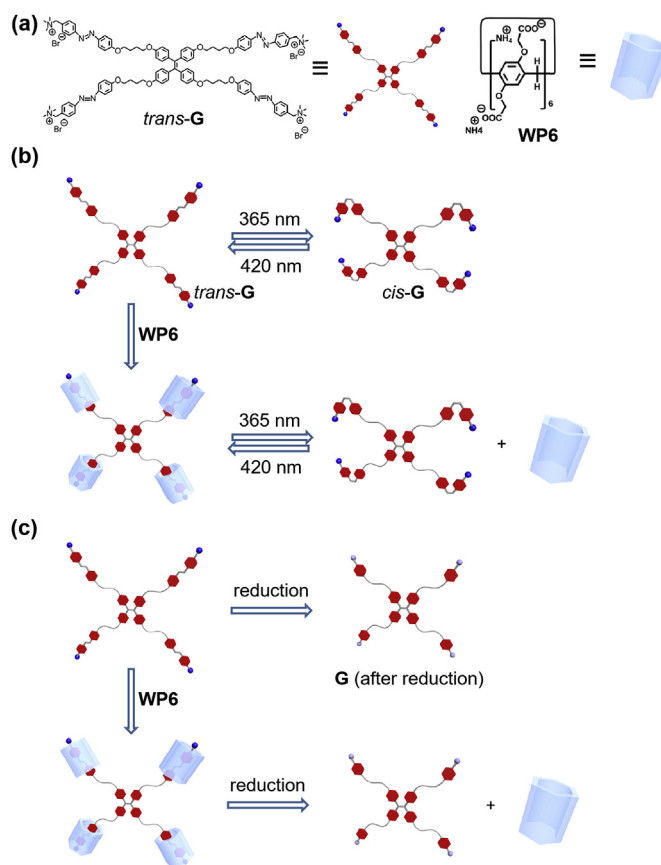 (a)
N
⊕
Br⊖
N=N
O
O
O
O
N=N
N
⊕
Br⊖
≡
NH4
⊕
COO⊖
O
H
H
O
6
⊖OOC
⊕
NH4
≡
N
⊕
Br⊖
N=N
O
O
O
O
N=N
N
⊕
Br⊖
trans-G
WP6
(b)
365 nm
420 nm
trans-G
cis-G
WP6
365 nm
420 nm
+
(c)
reduction
G (after reduction)
WP6
reduction
+